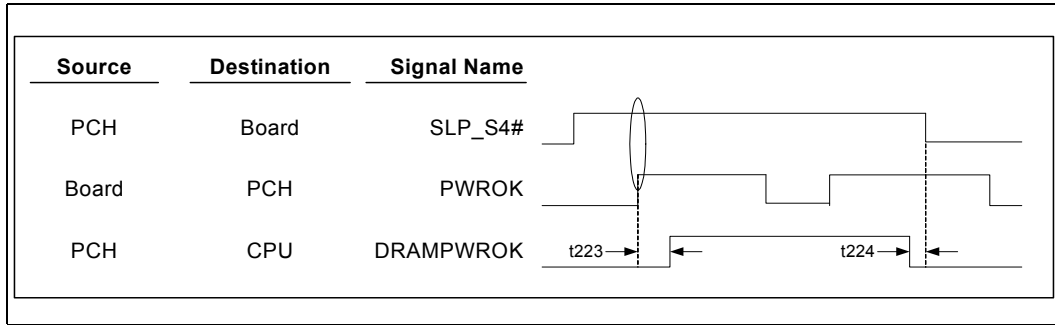 Source Destination Signal Name
PCH Board SLP_S4#
Board PCH PWROK
PCH CPU DRAMPWROK t223 t224